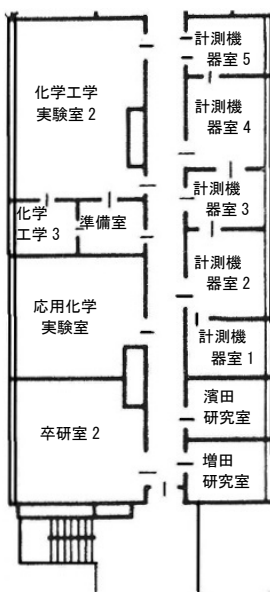 計測機
器室 5
化学工学
実験室 2
計測機
器室 4
計測機
器室 3
化学
工学 3
準備室
計測機
器室 2
応用化学
実験室
計測機
器室 1
濱田
研究室
卒研室 2
増田
研究室